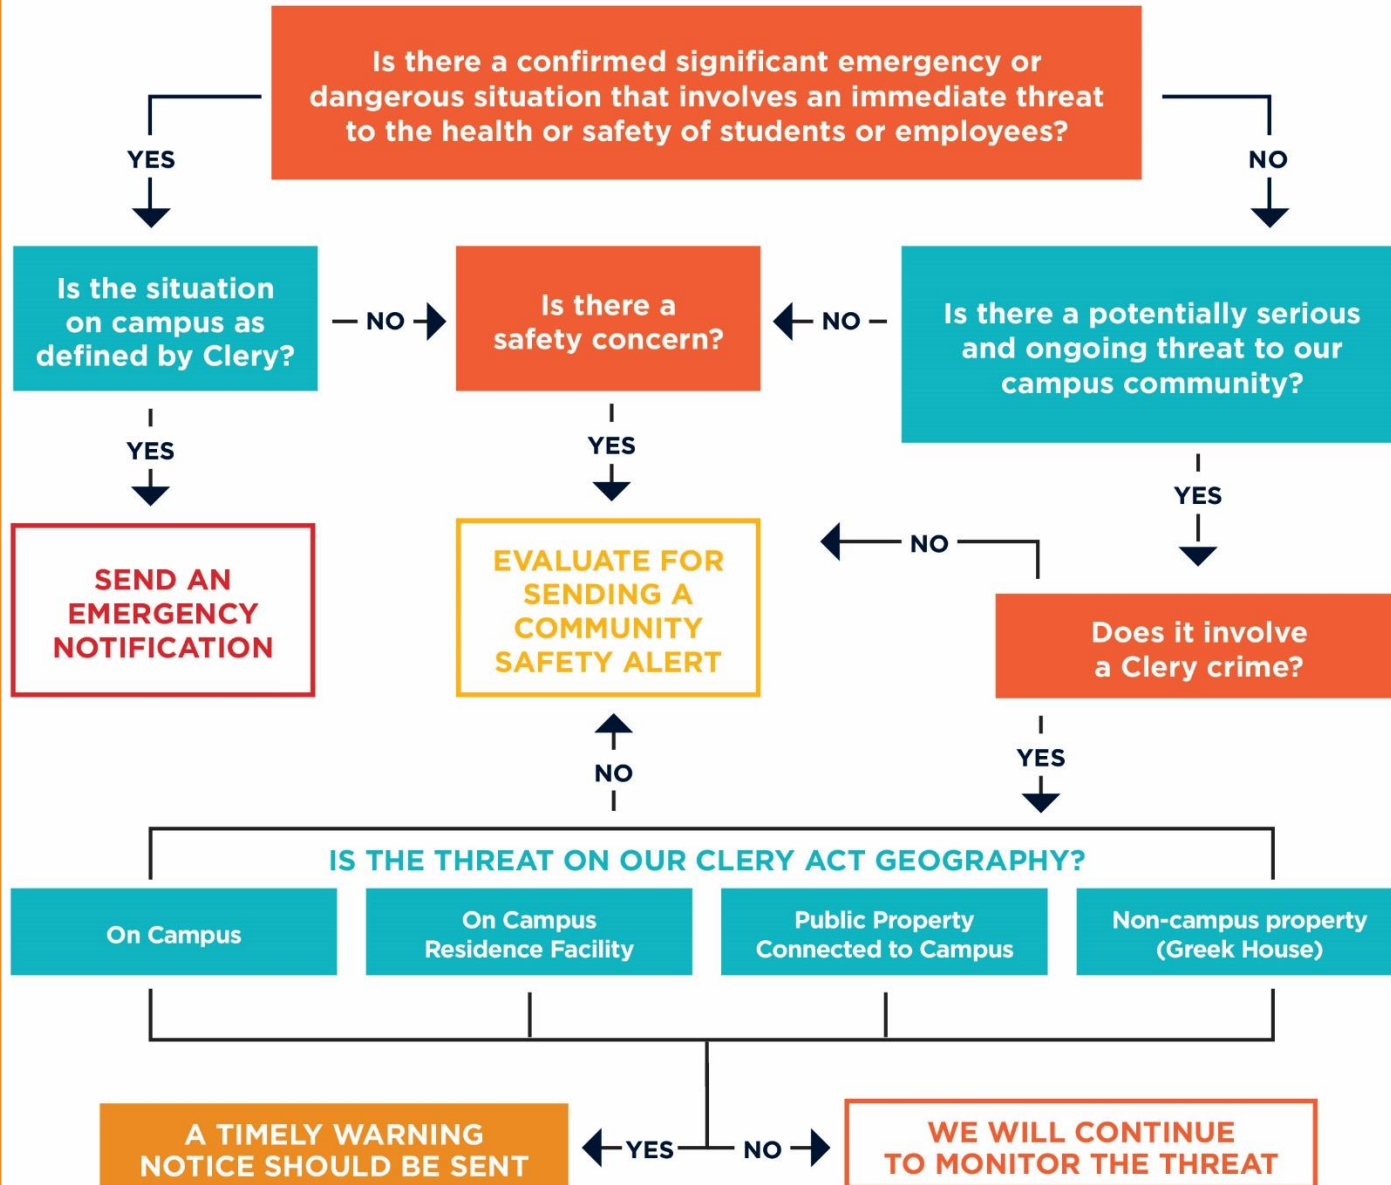 Is there a confirmed significant emergency or
dangerous situation that involves an immediate threat
to the health or safety of students or employees?
YES
NO
Is the situation
on campus as
defined by Clery?
NO
Is there a
safety concern?
NO
Is there a potentially serious
and ongoing threat to our
campus community?
YES
YES
YES
SEND AN
EMERGENCY
NOTIFICATION
EVALUATE FOR
SENDING A
COMMUNITY
SAFETY ALERT
NO
Does it involve
a Clery crime?
NO
YES
IS THE THREAT ON OUR CLERY ACT GEOGRAPHY?
On Campus
On Campus
Residence Facility
Public Property
Connected to Campus
Non-campus property
(Greek House)
A TIMELY WARNING
NOTICE SHOULD BE SENT
YES
NO
WE WILL CONTINUE
TO MONITOR THE THREAT